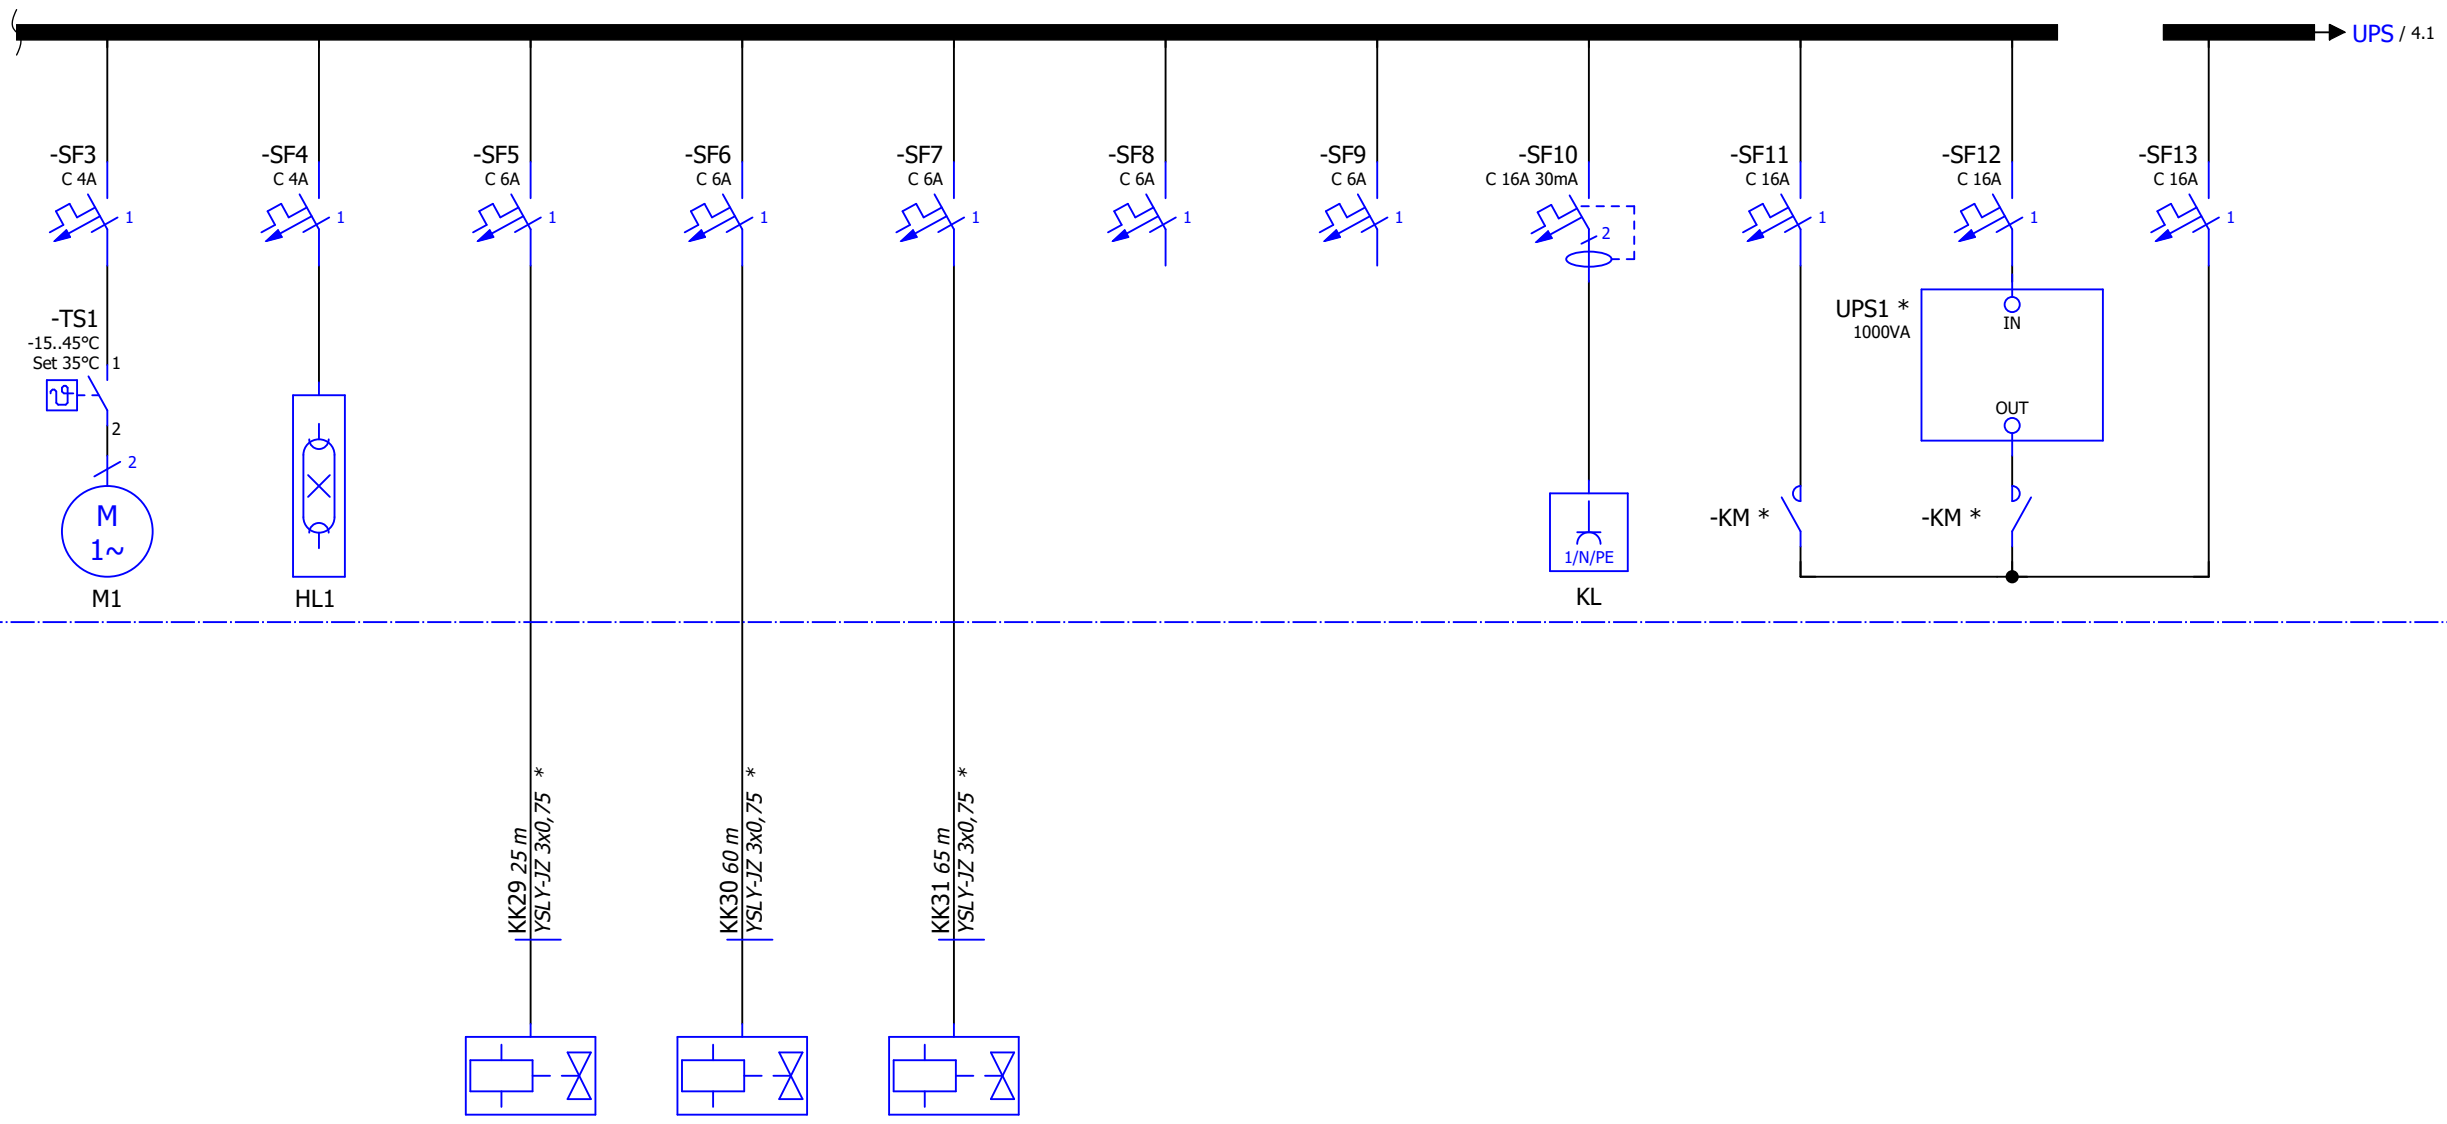 UPS / 4.1
-SF3
C 4A
1
-SF4
C 4A
1
-SF5
C 6A
1
-SF6
C 6A
1
-SF7
C 6A
1
-SF8
C 6A
1
-SF9
C 6A
1
-SF10
C 16A 30mA
2
-SF11
C 16A
1
-SF12
C 16A
1
-SF13
C 16A
1
-TS1
-15..45°C
Set 35°C
1
ϑ
2
2
M
1~
M1
HL1
1/N/PE
KL
UPS1 *
1000VA
IN
OUT
-KM *
-KM *
KK29 25 m
YSLY-JZ 3x0,75 *
KK30 60 m
YSLY-JZ 3x0,75 *
KK31 65 m
YSLY-JZ 3x0,75 *